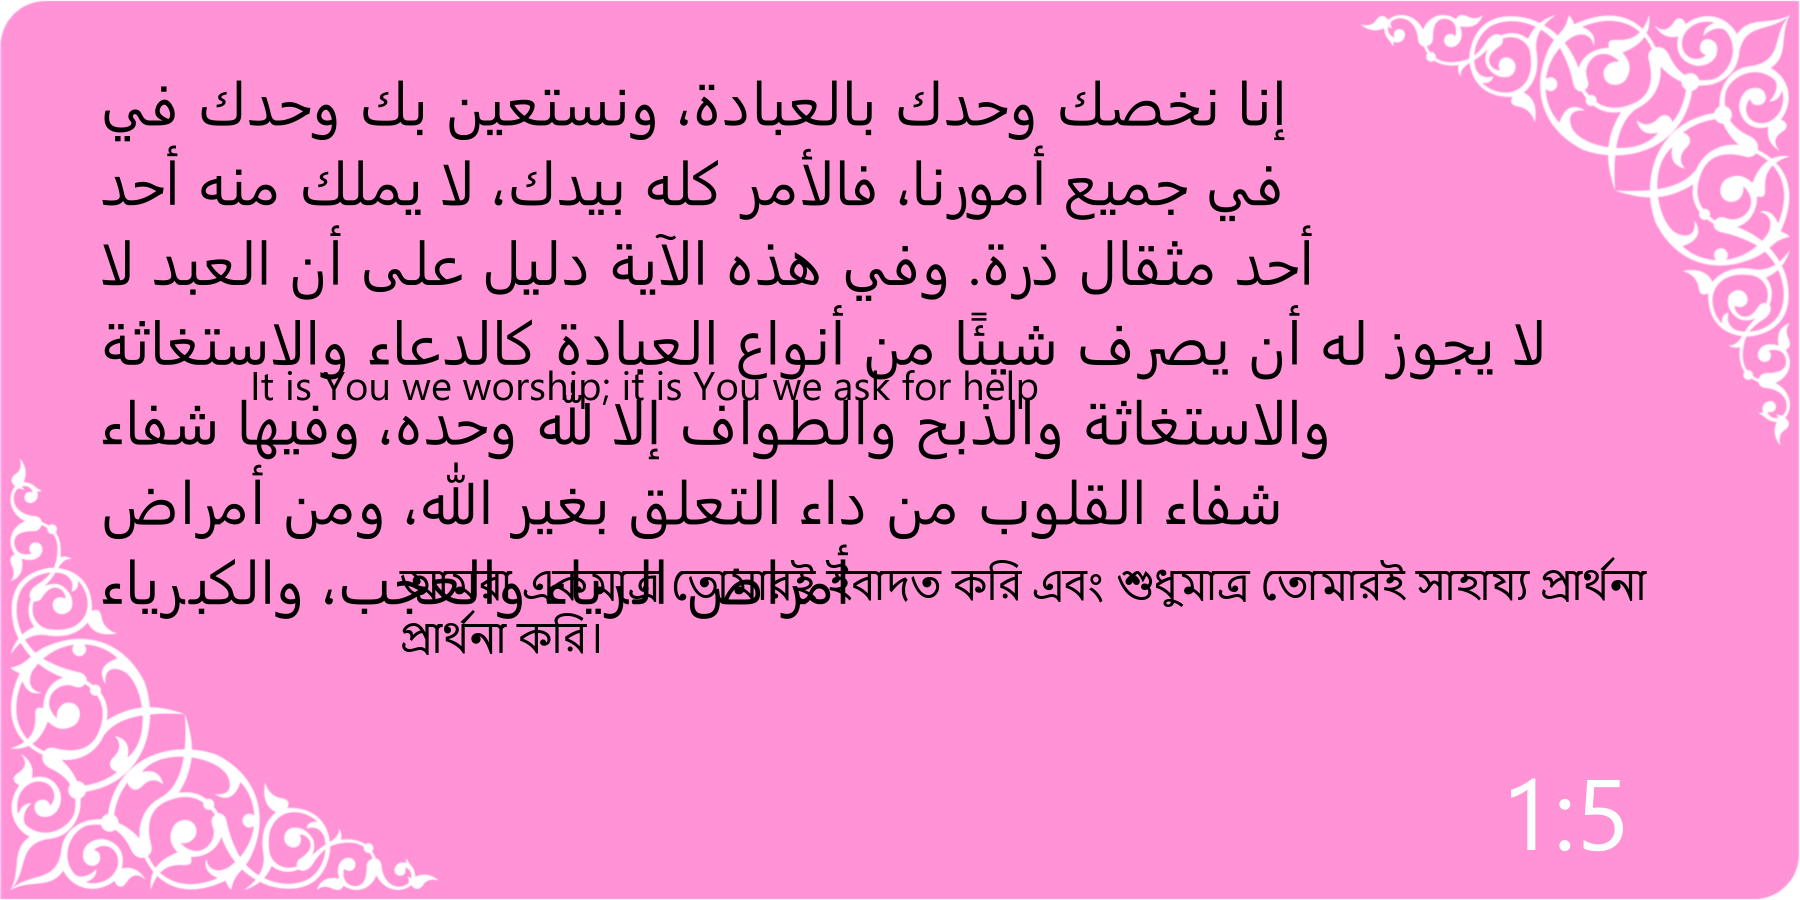 إنا نخصك وحدك بالعبادة، ونستعين بك وحدك في
في جميع أمورنا، فالأمر كله بيدك، لا يملك منه أحد
أحد مثقال ذرة. وفي هذه الآية دليل على أن العبد لا
لا يجوز له أن يصرف شيئًا من أنواع العبادة كالدعاء والاستغاثة
It is You we worship; it is You we ask for help
والاستغاثة والذبح والطواف إلا لله وحده، وفيها شفاء
شفاء القلوب من داء التعلق بغير الله، ومن أمراض
أمراض الرياء والعجب، والكبرياء
আমরা একমাত্র তোমারই ইবাদত করি এবং শুধুমাত্র তোমারই সাহায্য প্রার্থনা
প্রার্থনা করি।
1:5